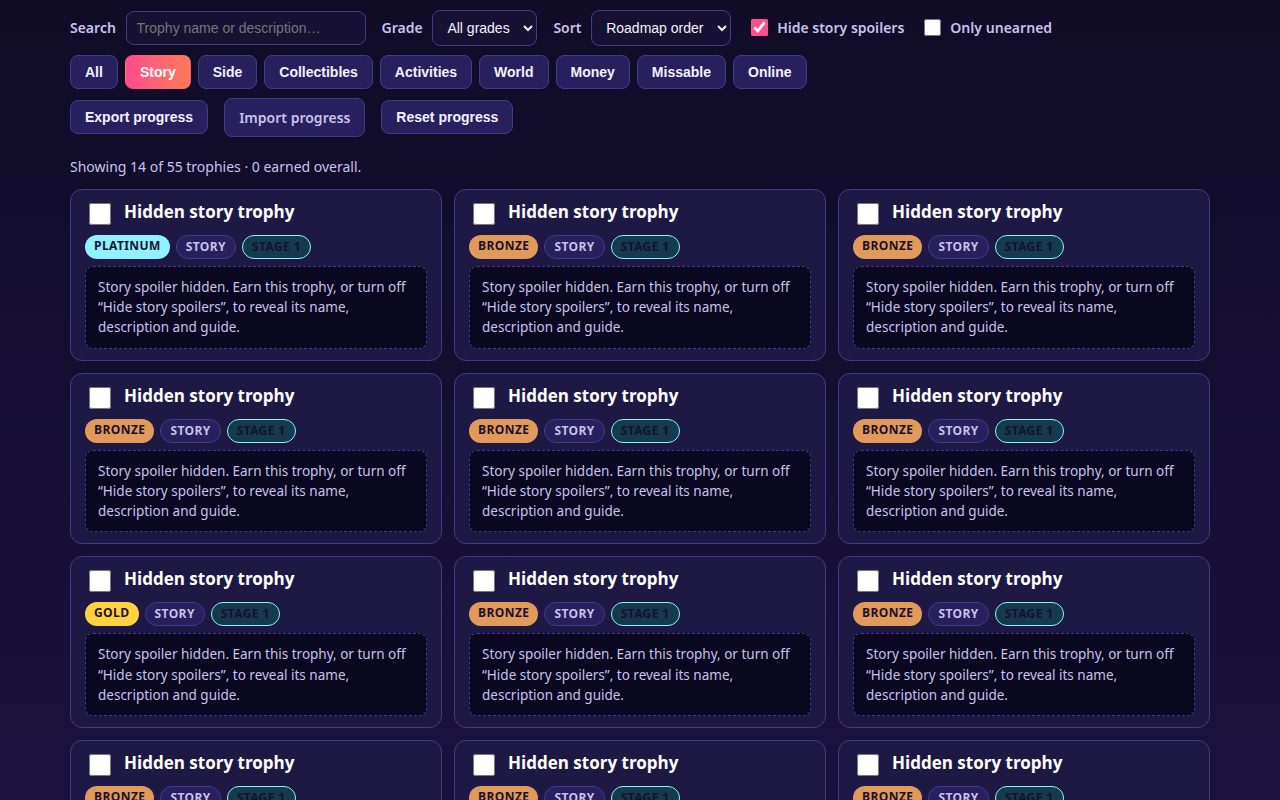 Search Trophy name or description… Grade All grades Sort Roadmap order Hide story spoilers Only unearned
All Story Side Collectibles Activities World Money Missable Online
Export progress Import progress Reset progress
Showing 14 of 55 trophies · 0 earned overall.
Hidden story trophy
PLATINUM STORY STAGE 1
Story spoiler hidden. Earn this trophy, or turn off
“Hide story spoilers”, to reveal its name,
description and guide.
Hidden story trophy
BRONZE STORY STAGE 1
Story spoiler hidden. Earn this trophy, or turn off
“Hide story spoilers”, to reveal its name,
description and guide.
Hidden story trophy
BRONZE STORY STAGE 1
Story spoiler hidden. Earn this trophy, or turn off
“Hide story spoilers”, to reveal its name,
description and guide.
Hidden story trophy
BRONZE STORY STAGE 1
Story spoiler hidden. Earn this trophy, or turn off
“Hide story spoilers”, to reveal its name,
description and guide.
Hidden story trophy
BRONZE STORY STAGE 1
Story spoiler hidden. Earn this trophy, or turn off
“Hide story spoilers”, to reveal its name,
description and guide.
Hidden story trophy
BRONZE STORY STAGE 1
Story spoiler hidden. Earn this trophy, or turn off
“Hide story spoilers”, to reveal its name,
description and guide.
Hidden story trophy
GOLD STORY STAGE 1
Story spoiler hidden. Earn this trophy, or turn off
“Hide story spoilers”, to reveal its name,
description and guide.
Hidden story trophy
BRONZE STORY STAGE 1
Story spoiler hidden. Earn this trophy, or turn off
“Hide story spoilers”, to reveal its name,
description and guide.
Hidden story trophy
BRONZE STORY STAGE 1
Story spoiler hidden. Earn this trophy, or turn off
“Hide story spoilers”, to reveal its name,
description and guide.
Hidden story trophy
BRONZE STORY STAGE 1
Hidden story trophy
BRONZE STORY STAGE 1
Hidden story trophy
BRONZE STORY STAGE 1